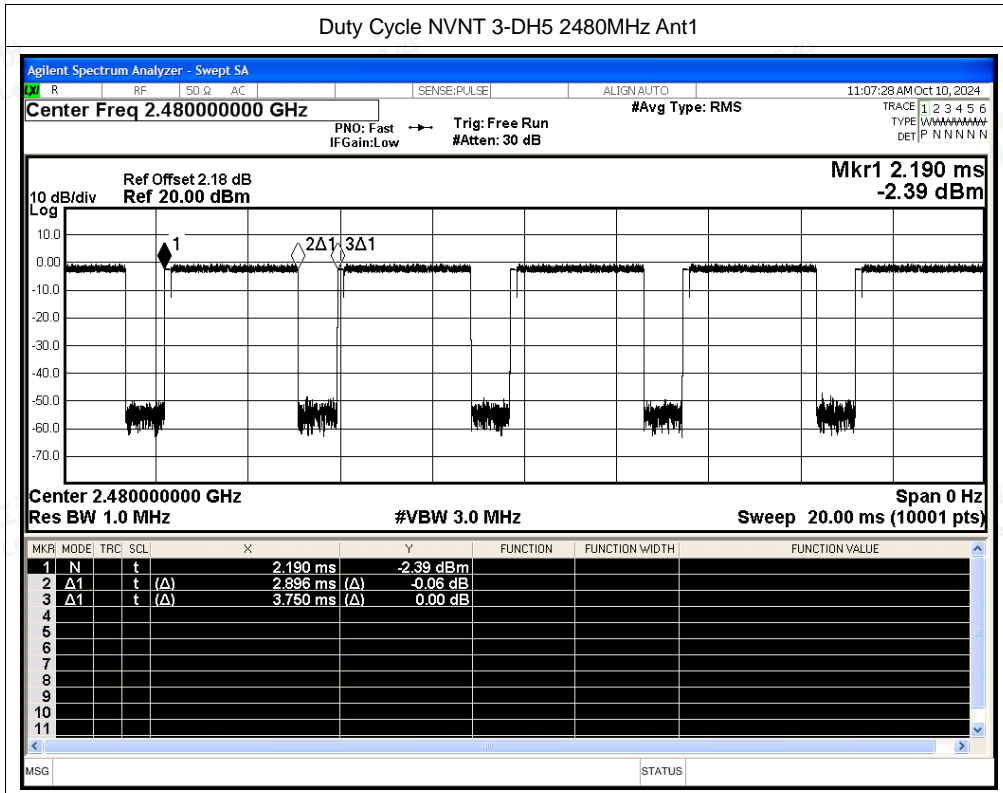 Duty Cycle NVNT 3-DH5 2480MHz Ant1
Agilent Spectrum Analyzer - Swept SA
LXI R RF 50 Ω AC SENSE:PULSE ALIGN AUTO 11:07:28 AM Oct 10, 2024
Center Freq 2.480000000 GHz #Avg Type: RMS TRACE 1 2 3 4 5 6
PNO: Fast Trig: Free Run TYPE WWWWWW
IFGain:Low #Atten: 30 dB DET P N N N N N
Mkr1 2.190 ms
Ref Offset 2.18 dB
10 dB/div Ref 20.00 dBm -2.39 dBm
Log
10.0
1 2Δ1 3Δ1
0.00
-10.0
-20.0
-30.0
-40.0
-50.0
-60.0
-70.0
Center 2.480000000 GHz Span 0 Hz
Res BW 1.0 MHz #VBW 3.0 MHz Sweep 20.00 ms (10001 pts)
MKR MODE TRC SCL X Y FUNCTION FUNCTION WIDTH FUNCTION VALUE
1 N t 2.190 ms -2.39 dBm
2 Δ1 t (Δ) 2.896 ms (Δ) -0.06 dB
3 Δ1 t (Δ) 3.750 ms (Δ) 0.00 dB
4
5
6
7
8
9
10
11
MSG STATUS